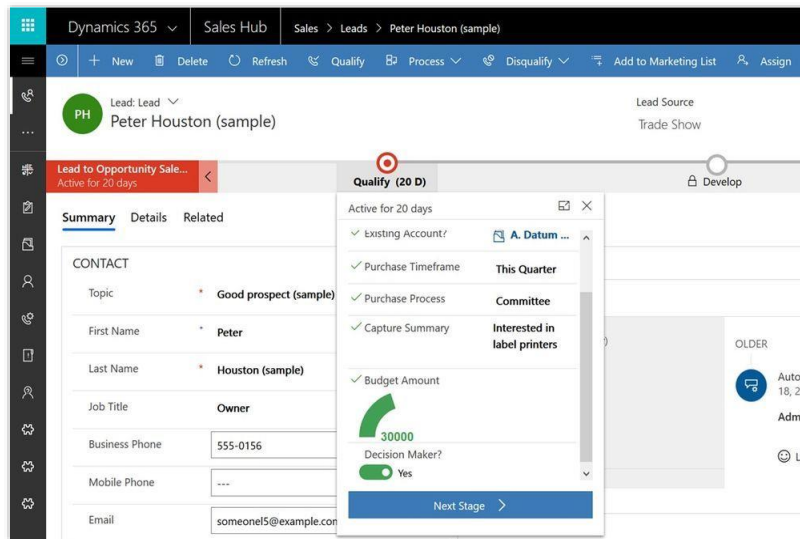 Dynamics 365
Sales Hub
Sales > Leads > Peter Houston (sample)
+ New
Delete
Refresh
Qualify
Process
Disqualify
Add to Marketing List
Assign
PH
Lead: Lead
Peter Houston (sample)
Lead Source
Trade Show
Lead to Opportunity Sale...
Active for 20 days
Qualify (20 D)
Develop
Summary Details Related
CONTACT
Topic * Good prospect (sample)
First Name * Peter
Last Name * Houston (sample)
Job Title Owner
Business Phone 555-0156
Mobile Phone ---
Email someonel5@example.com
Active for 20 days
Existing Account? A. Datum ...
Purchase Timeframe This Quarter
Purchase Process Committee
Capture Summary Interested in
label printers
Budget Amount
30000
Decision Maker?
Yes
Next Stage >
OLDER
Auto
18, 2
Adm
L